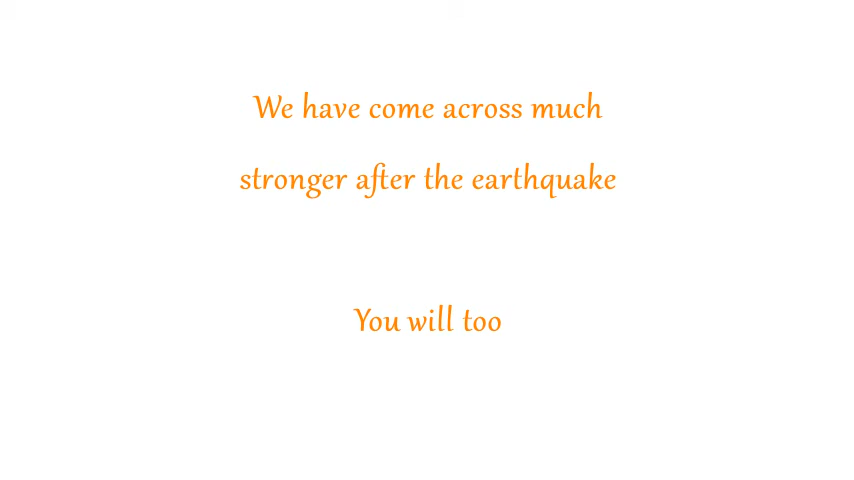 We have come across much
stronger after the earthquake
You will too